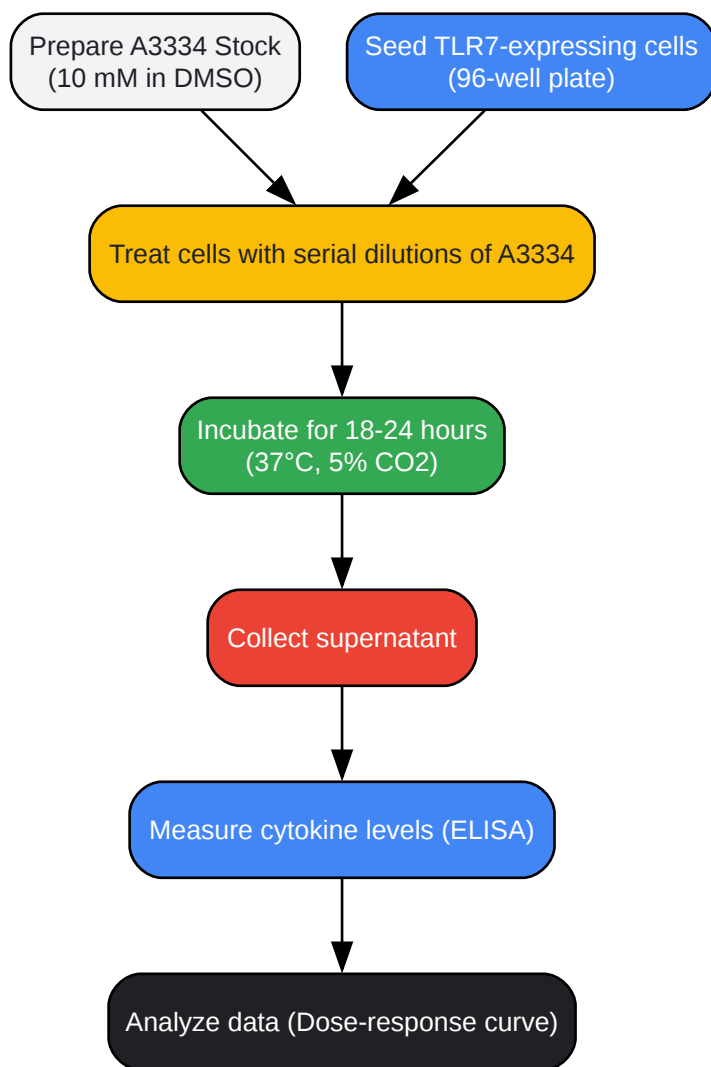 Prepare A3334 Stock
(10 mM in DMSO)
Seed TLR7-expressing cells
(96-well plate)
Treat cells with serial dilutions of A3334
Incubate for 18-24 hours
(37°C, 5% CO2)
Collect supernatant
Measure cytokine levels (ELISA)
Analyze data (Dose-response curve)